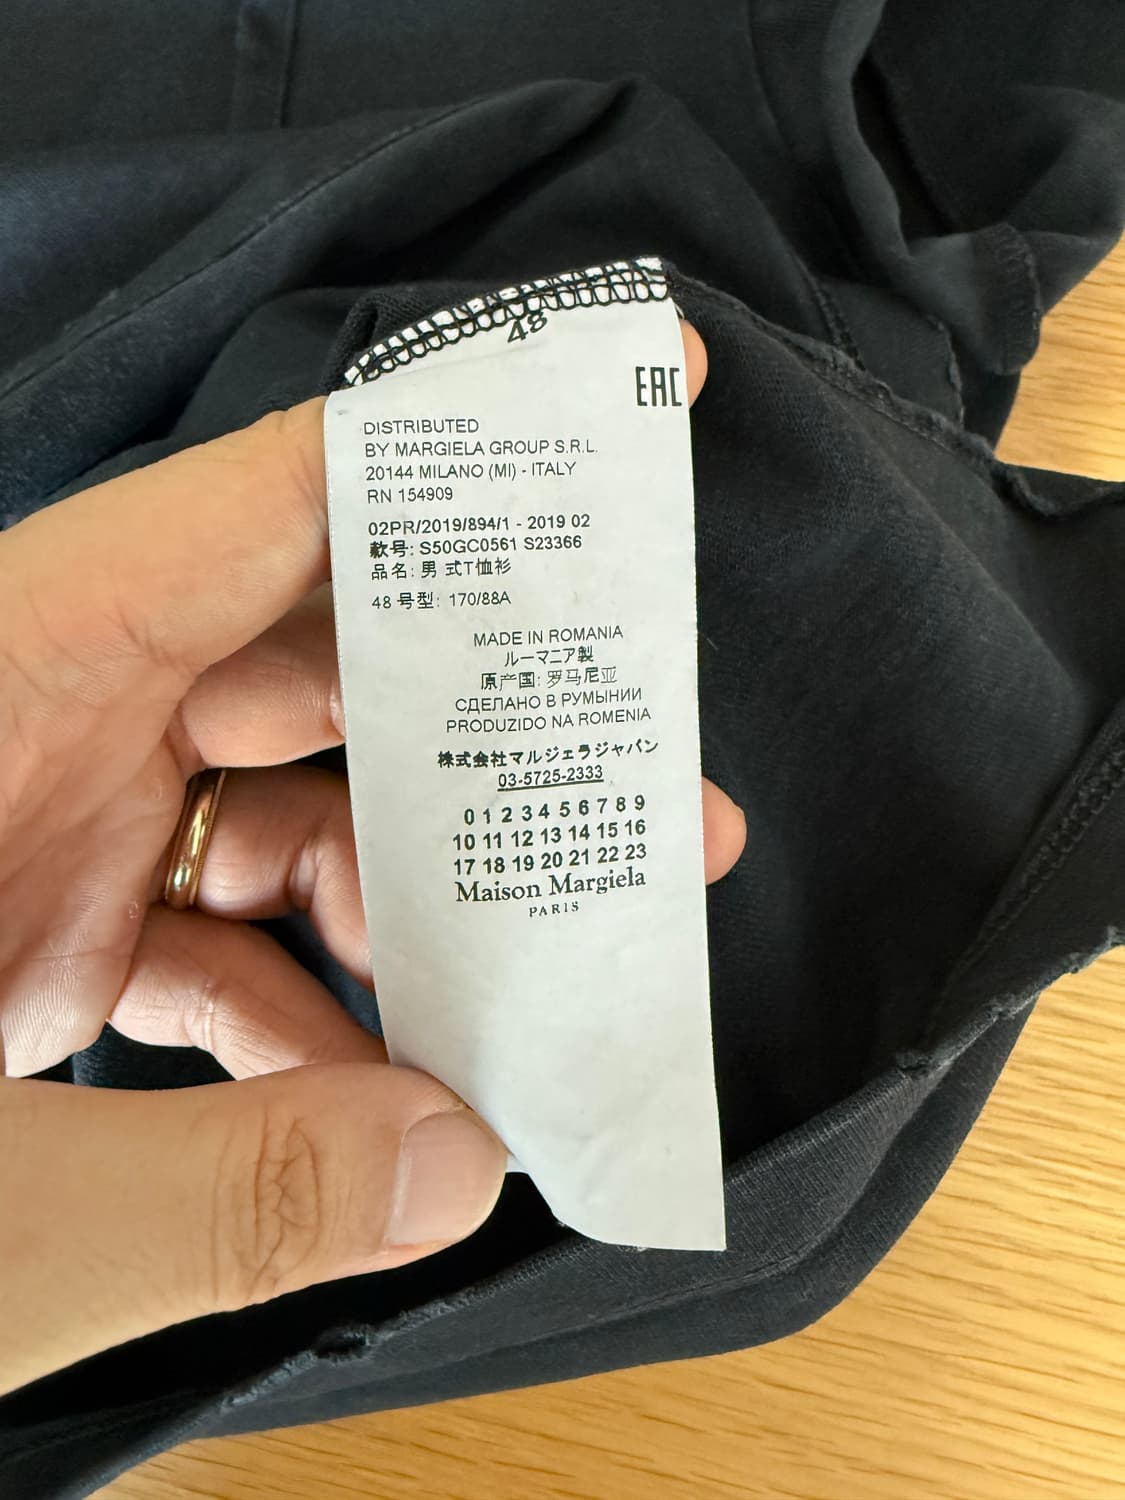 48
EAC
DISTRIBUTED
BY MARGIELA GROUP S.R.L.
20144 MILANO (MI) - ITALY
RN 154909
02PR/2019/894/1 - 2019 02
款号: S50GC0561 S23366
品名: 男 式T恤衫
48 号型: 170/88A
MADE IN ROMANIA
ルーマニア製
原产国: 罗马尼亚
СДЕЛАНО В РУМЫНИИ
PRODUZIDO NA ROMENIA
株式会社マルジェラジャパン
03-5725-2333
0 1 2 3 4 5 6 7 8 9
10 11 12 13 14 15 16
17 18 19 20 21 22 23
Maison Margiela
PARIS